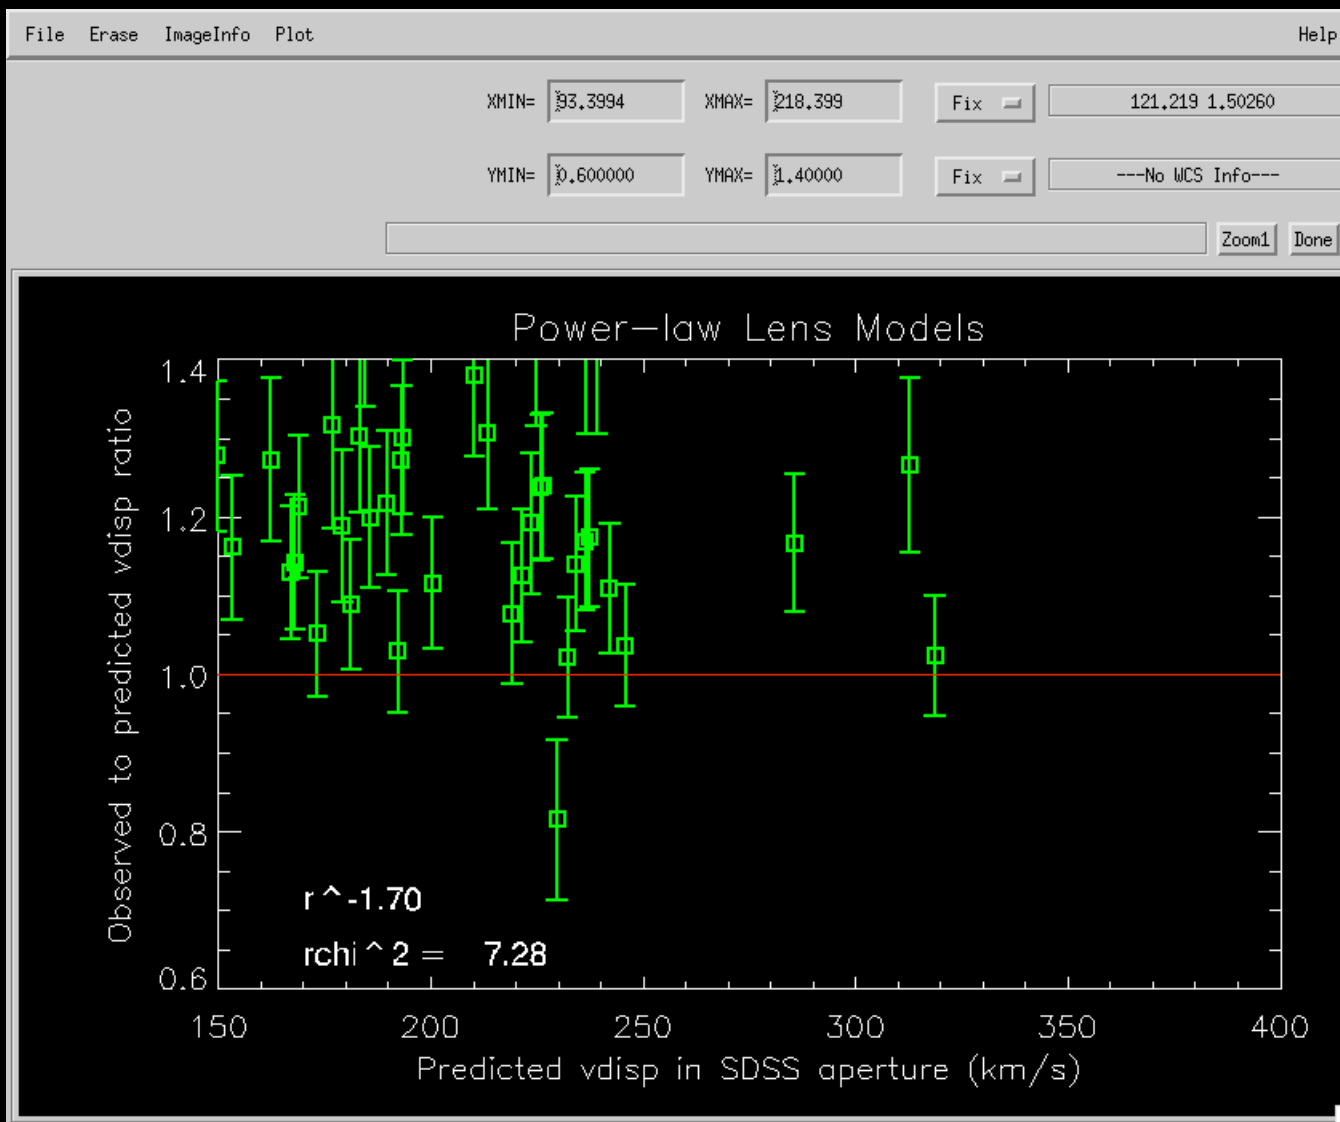 File Erase ImageInfo Plot Help
XMIN= 93.3994 XMAX= 218.399 Fix 121.219 1.50260
YMIN= 0.600000 YMAX= 1.40000 Fix ---No WCS Info---
Zoom1 Done
Power-law Lens Models
Observed to predicted vdisp ratio
1.4
1.2
1.0
0.8
0.6
r^-1.70
rchi^2 = 7.28
150 200 250 300 350 400
Predicted vdisp in SDSS aperture (km/s)